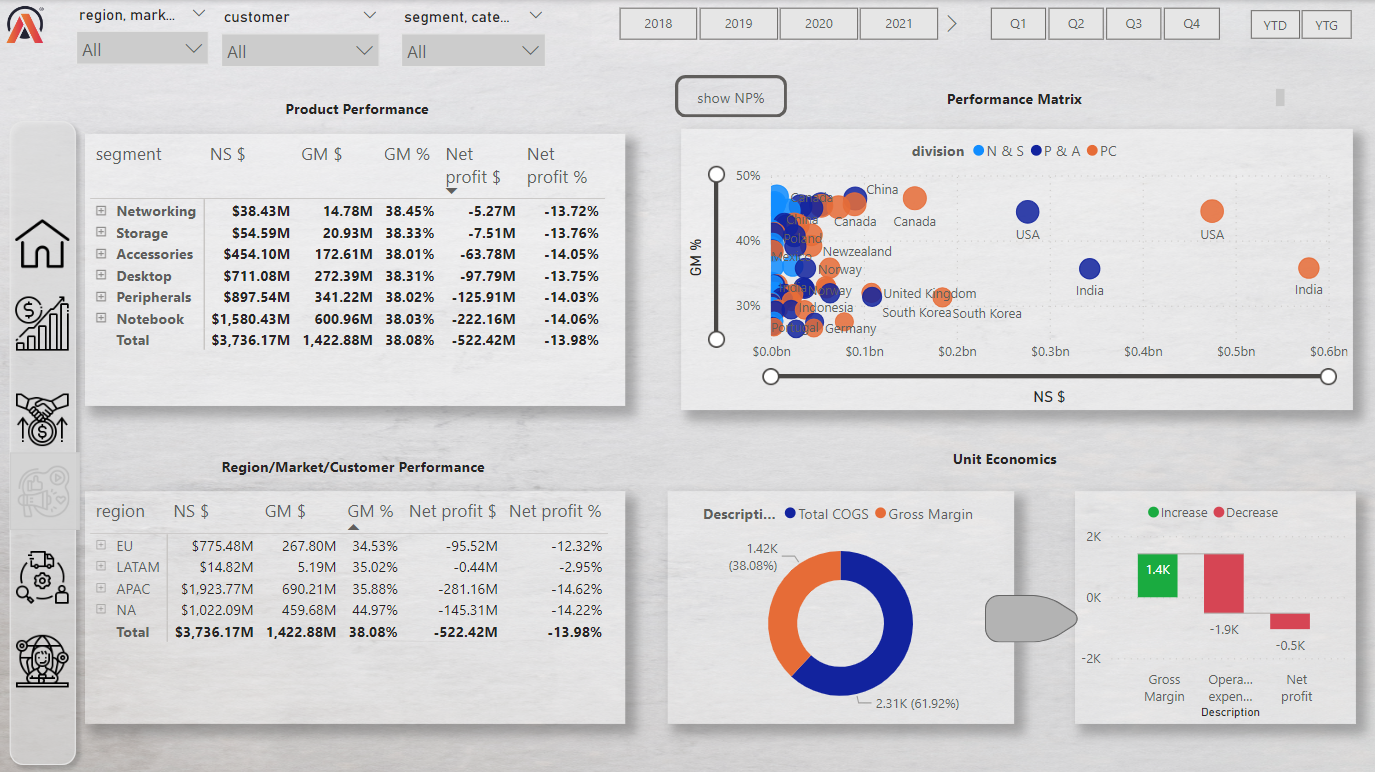 region, mark...
customer
segment, cate...
All
All
All
2018 2019 2020 2021
Q1 Q2 Q3 Q4
YTD YTG
Product Performance
segment NS $ GM $ GM % Net profit $ Net profit %
Networking $38.43M 14.78M 38.45% -5.27M -13.72%
Storage $54.59M 20.93M 38.33% -7.51M -13.76%
Accessories $454.10M 172.61M 38.01% -63.78M -14.05%
Desktop $711.08M 272.39M 38.31% -97.79M -13.75%
Peripherals $897.54M 341.22M 38.02% -125.91M -14.03%
Notebook $1,580.43M 600.96M 38.03% -222.16M -14.06%
Total $3,736.17M 1,422.88M 38.08% -522.42M -13.98%
show NP%
Performance Matrix
division N & S P & A PC
GM %
50%
40%
30%
Canada
China
China
Canada
Canada
USA
USA
Poland
Mexico
Newzealand
Norway
India
India
India
Norway
United Kingdom
South Korea
South Korea
Indonesia
Portugal
Germany
$0.0bn $0.1bn $0.2bn $0.3bn $0.4bn $0.5bn $0.6bn
NS $
Region/Market/Customer Performance
region NS $ GM $ GM % Net profit $ Net profit %
EU $775.48M 267.80M 34.53% -95.52M -12.32%
LATAM $14.82M 5.19M 35.02% -0.44M -2.95%
APAC $1,923.77M 690.21M 35.88% -281.16M -14.62%
NA $1,022.09M 459.68M 44.97% -145.31M -14.22%
Total $3,736.17M 1,422.88M 38.08% -522.42M -13.98%
Unit Economics
Descripti... Total COGS Gross Margin
1.42K
(38.08%)
2.31K (61.92%)
Increase Decrease
2K
0K
-2K
1.4K
-1.9K
-0.5K
Gross Margin
Opera... expen...
Net profit
Description